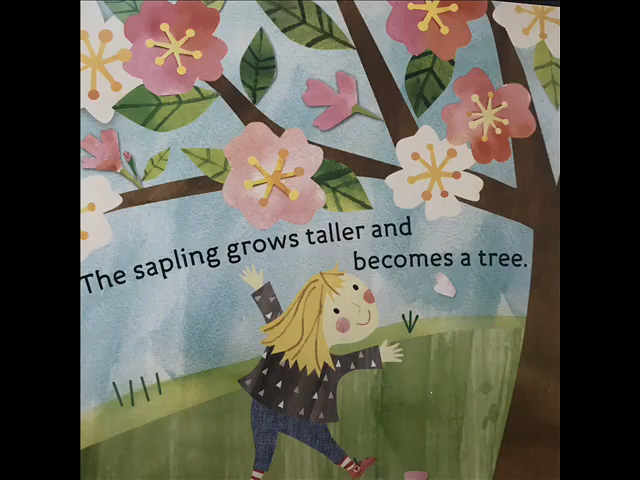 The sapling grows taller and
becomes a tree.